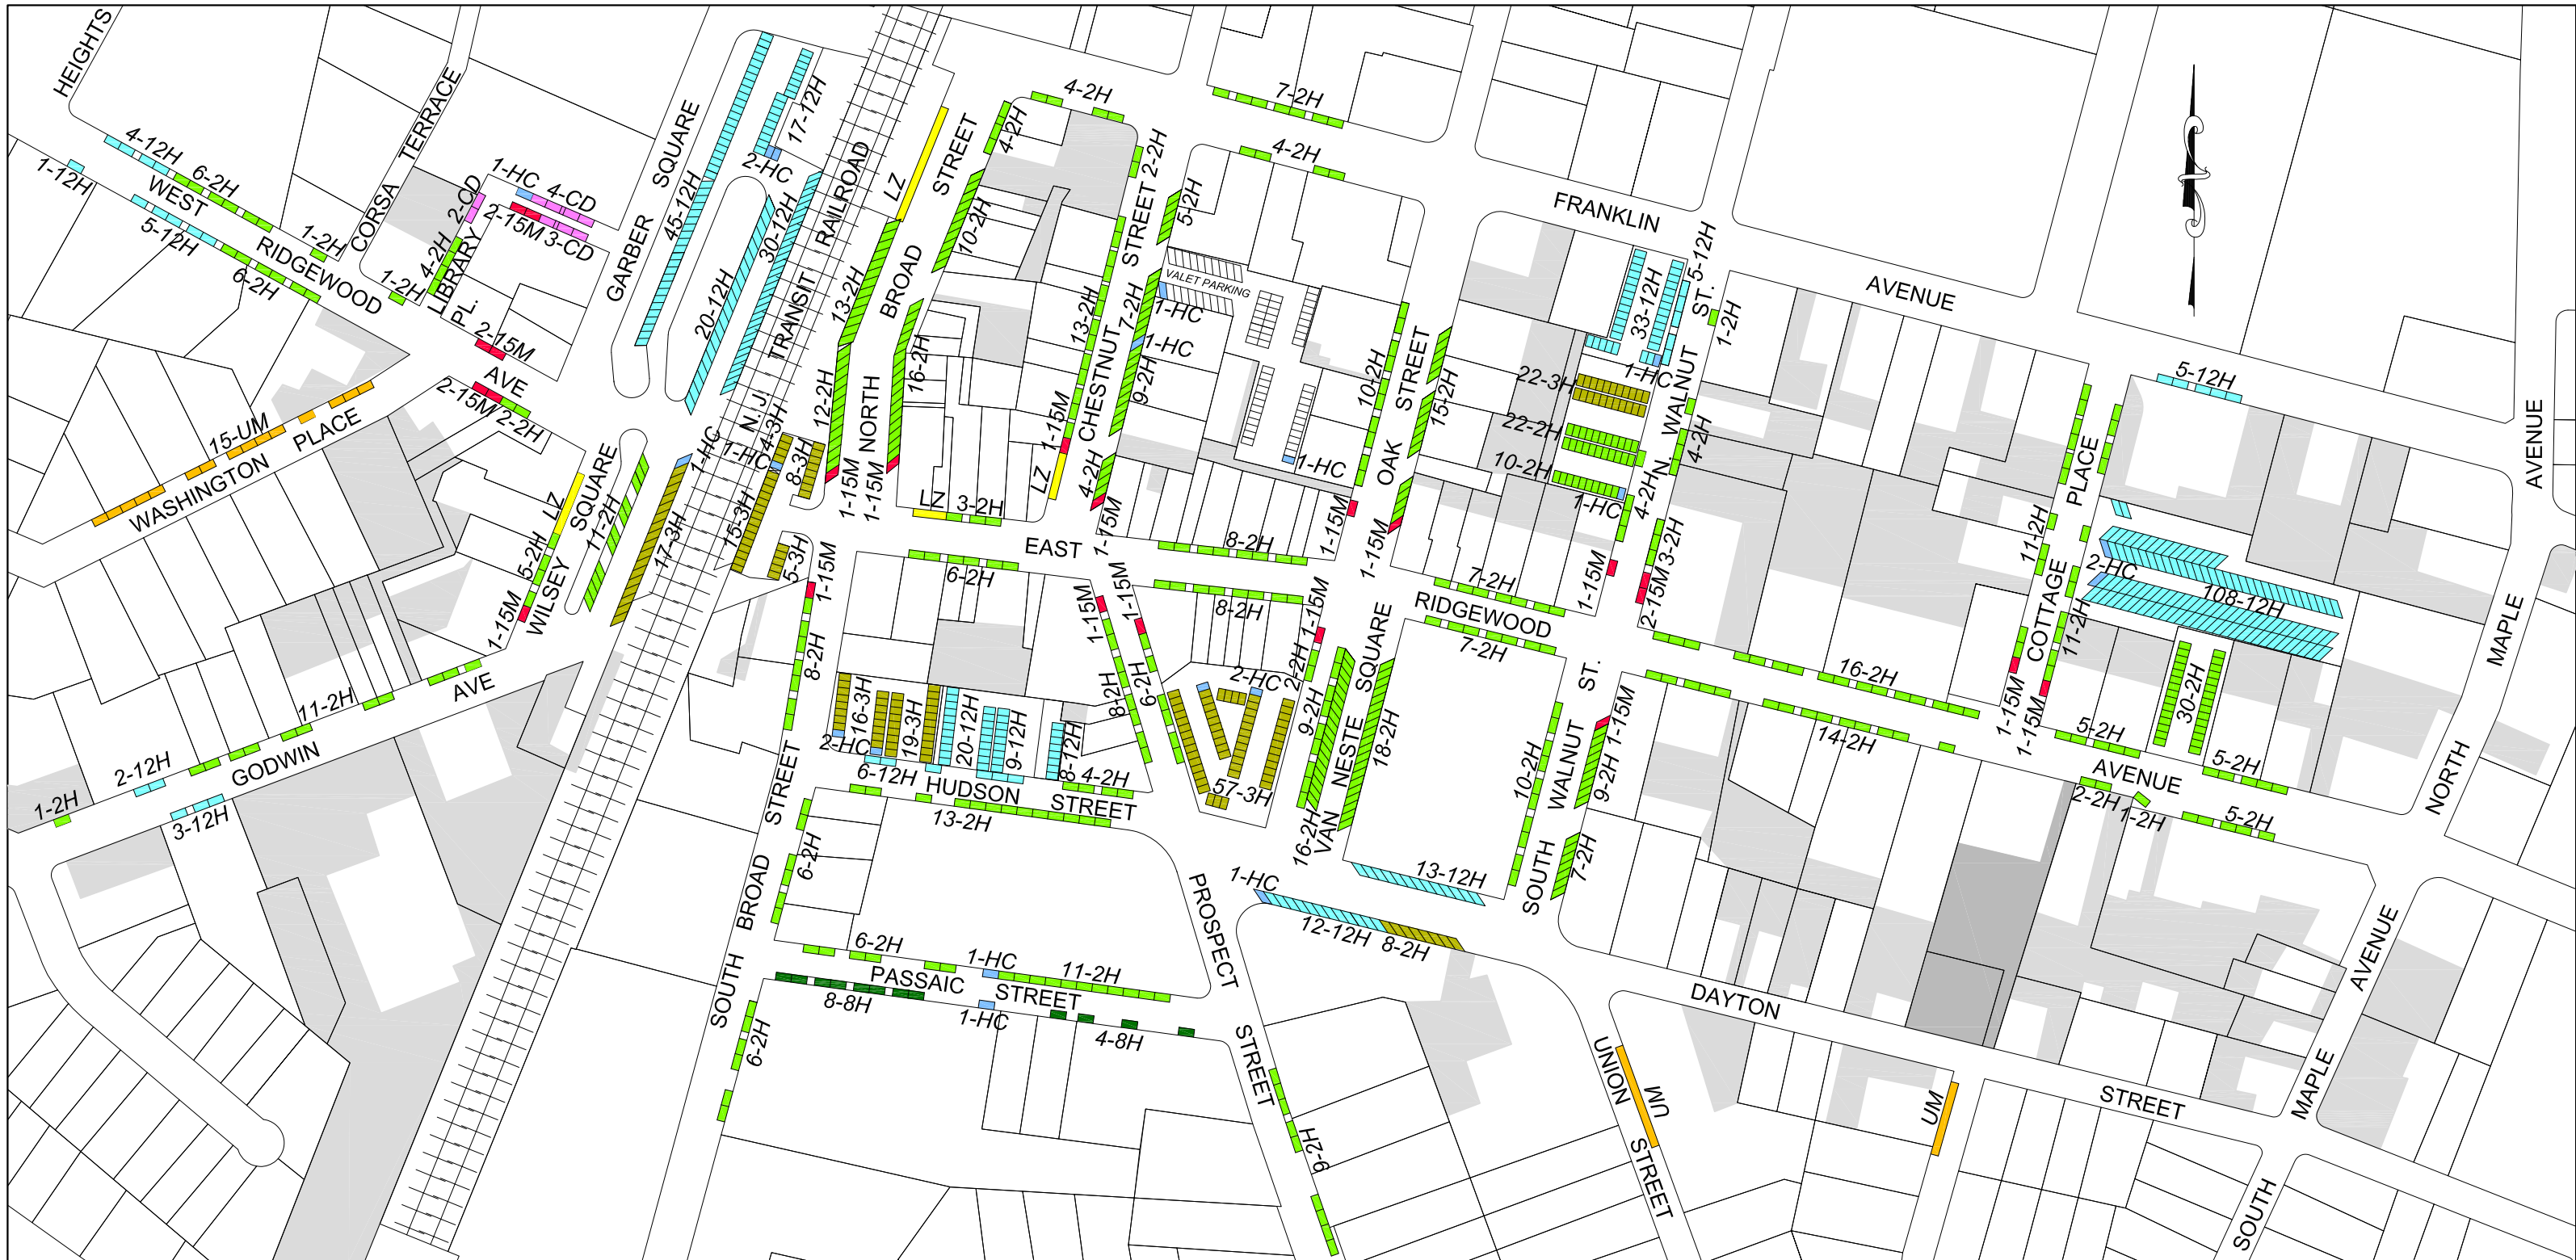 HEIGHTS
4-12H
6-2H
1-12H
WEST
5-12H
RIDGEWOOD
6-2H
1-2H
CORSA TERRACE
1-2H
4-2H
LIBRARY PL.
2-CD
1-HC
4-CD
2-15M
3-CD
2-15M
AVE
2-15M
2-2H
15-UM
WASHINGTON PLACE
GARBER SQUARE
45-12H
17-12H
2-HC
20-12H
30-12H
N.J. TRANSIT RAILROAD
LZ
13-2H
12-2H
NORTH BROAD STREET
4-2H
10-2H
16-2H
1-15M
1-15M
4-2H
2-2H
13-2H
1-15M
LZ
CHESTNUT STREET
5-2H
7-2H
VALET PARKING
1-HC
1-HC
9-2H
4-2H
1-15M
1-HC
7-2H
4-2H
10-2H
1-15M
OAK STREET
15-2H
1-15M
FRANKLIN
AVENUE
33-12H
5-12H
1-HC
22-3H
22-2H
10-2H
1-HC
N. WALNUT ST.
1-2H
4-2H
4-2H
3-2H
1-15M
2-15M
5-12H
11-2H
COTTAGE PLACE
11-2H
2-HC
108-12H
30-2H
1-15M
1-15M
NORTH MAPLE AVENUE
AVENUE
LZ
5-2H
1-15M
WILSEY SQUARE
11-2H
17-3H
1-HC
1-HC
4-3H
8-3H
15-3H
5-3H
LZ
3-2H
EAST
8-2H
RIDGEWOOD
7-2H
7-2H
16-2H
14-2H
5-2H
5-2H
AVENUE
2-2H
1-2H
5-2H
1-2H
2-12H
3-12H
GODWIN AVE
11-2H
1-15M
8-2H
6-2H
1-15M
8-2H
1-15M
6-2H
8-2H
1-15M
2-2H
2-HC
57-3H
9-2H
16-2H
VAN NESTE SQUARE
18-2H
13-12H
16-3H
2-HC
19-3H
20-12H
9-12H
8-12H
6-12H
4-2H
HUDSON STREET
13-2H
10-2H
SOUTH WALNUT ST.
1-15M
9-2H
7-2H
SOUTH BROAD STREET
6-2H
6-2H
6-2H
1-HC
11-2H
PASSAIC STREET
8-8H
1-HC
4-8H
PROSPECT STREET
9-2H
1-HC
12-12H
8-2H
DAYTON
STREET
UNION STREET
UM
UM
SOUTH
MAPLE AVENUE